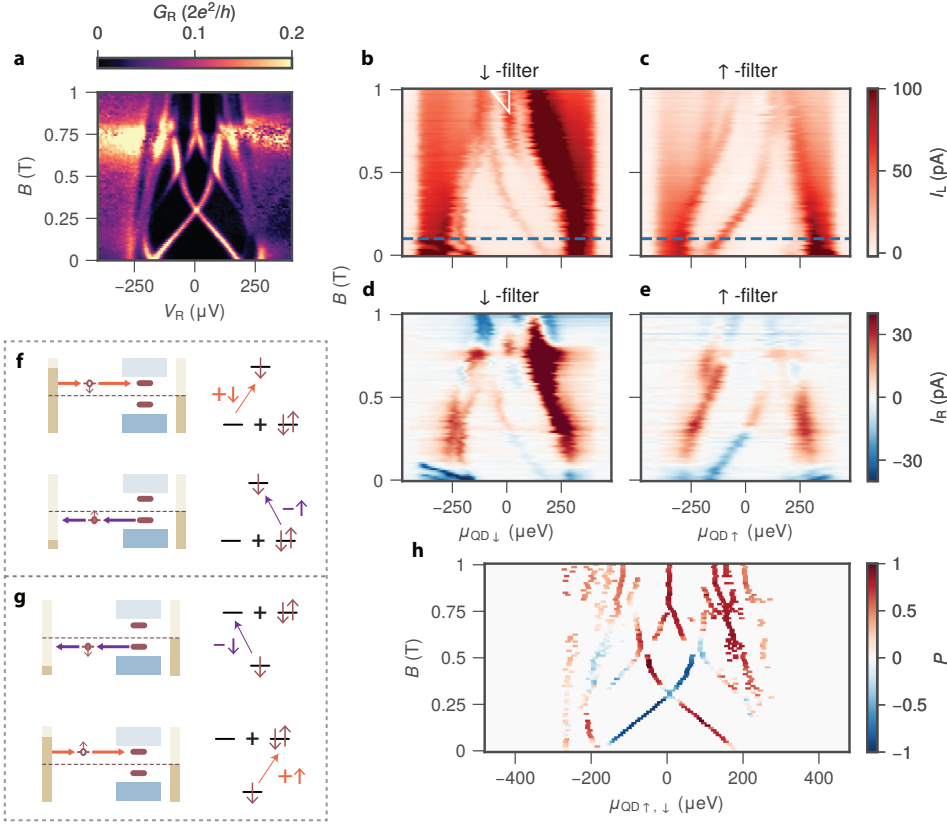 G_R (2e²/h)
0 0.1 0.2
a
1
0.75
0.5
0.25
0
B (T)
−250 0 250
V_R (µV)
b ↓ -filter
c ↑ -filter
1
0.5
0
100
50
0
I_L (pA)
B (T)
d ↓ -filter
e ↑ -filter
1
0.5
0
−250 0 250
µ_QD↓ (µeV)
−250 0 250
µ_QD↑ (µeV)
30
0
−30
I_R (pA)
f
+↓
− + ↓↑
−↑
− + ↓↑
g
− + ↓↑
−↓
− + ↓↑
+↑
h
1
0.75
0.5
0.25
0
B (T)
−400 −200 0 200 400
µ_QD↑,↓ (µeV)
1
0.5
0
−0.5
−1
P